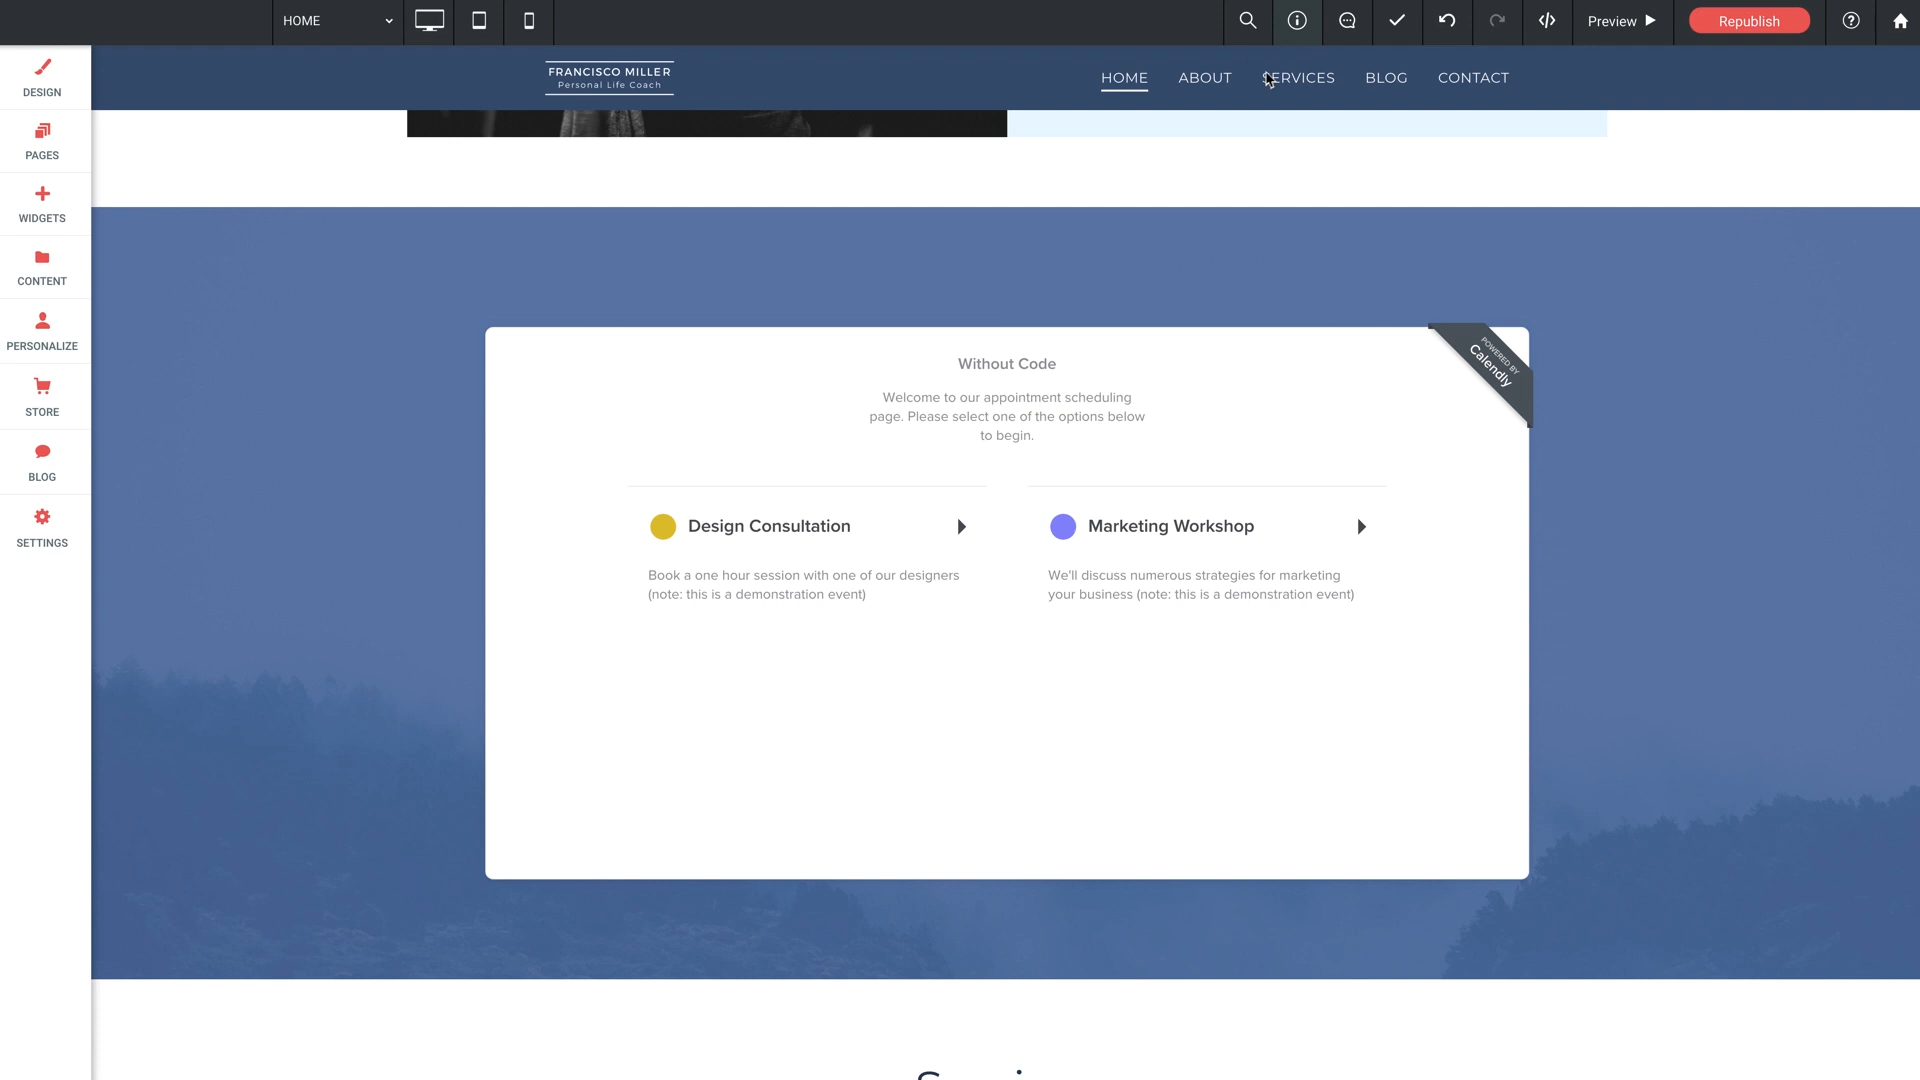 HOME
Preview
Republish
DESIGN
PAGES
WIDGETS
CONTENT
PERSONALIZE
STORE
BLOG
SETTINGS
FRANCISCO MILLER
Personal Life Coach
HOME ABOUT SERVICES BLOG CONTACT
POWERED BY
Calendly
Without Code
Welcome to our appointment scheduling
page. Please select one of the options below
to begin.
Design Consultation
Book a one hour session with one of our designers
(note: this is a demonstration event)
Marketing Workshop
We'll discuss numerous strategies for marketing
your business (note: this is a demonstration event)